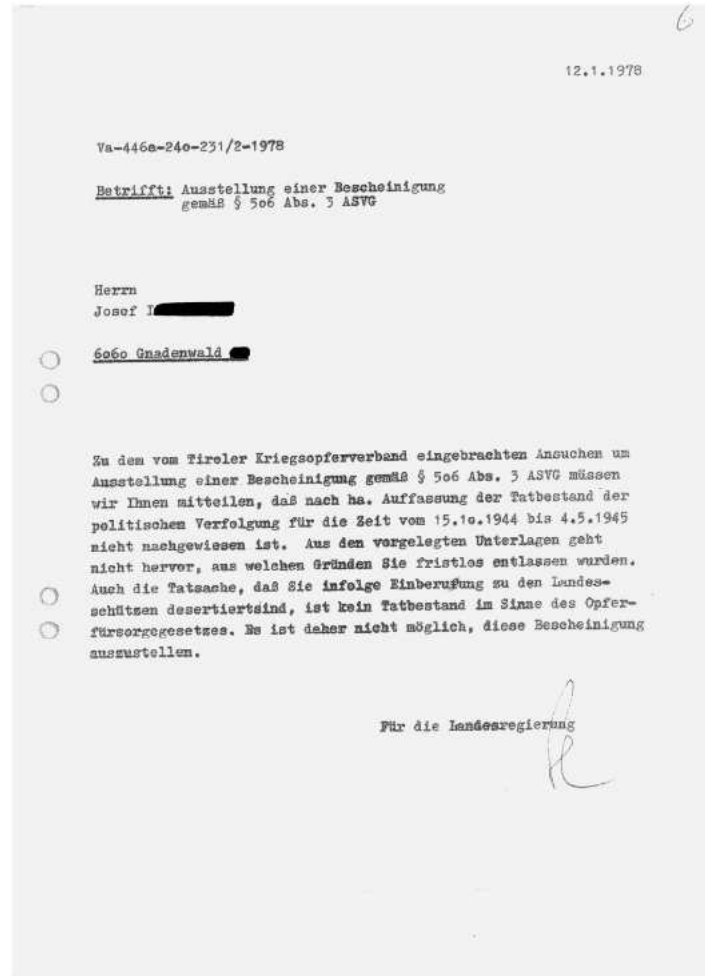 6
12.1.1978
Va-446a-24o-231/2-1978
Betrifft: Ausstellung einer Bescheinigung
gemäß § 5o6 Abs. 3 ASVG
Herrn
Josef I
6o6o Gnadenwald
Zu dem vom Tiroler Kriegsopferverband eingebrachten Ansuchen um
Ausstellung einer Bescheinigung gemäß § 5o6 Abs. 3 ASVG müssen
wir Ihnen mitteilen, daß nach ha. Auffassung der Tatbestand der
politischen Verfolgung für die Zeit vom 15.1o.1944 bis 4.5.1945
nicht nachgewiesen ist. Aus den vorgelegten Unterlagen geht
nicht hervor, aus welchen Gründen Sie fristlos entlassen wurden.
Auch die Tatsache, daß Sie infolge Einberufung zu den Landes-
schützen desertiertsind, ist kein Tatbestand im Sinne des Opfer-
fürsorgegesetzes. Es ist daher nicht möglich, diese Bescheinigung
auszustellen.
Für die Landesregierung